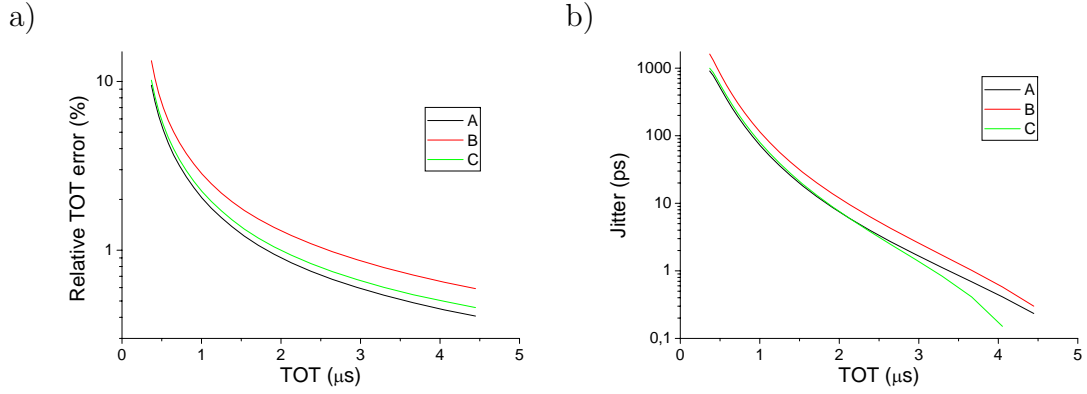 a)
Relative TOT error (%)
10
1
A
B
C
0 1 2 3 4 5
TOT (μs)
b)
Jitter (ps)
1000
100
10
1
0,1
A
B
C
0 1 2 3 4 5
TOT (μs)